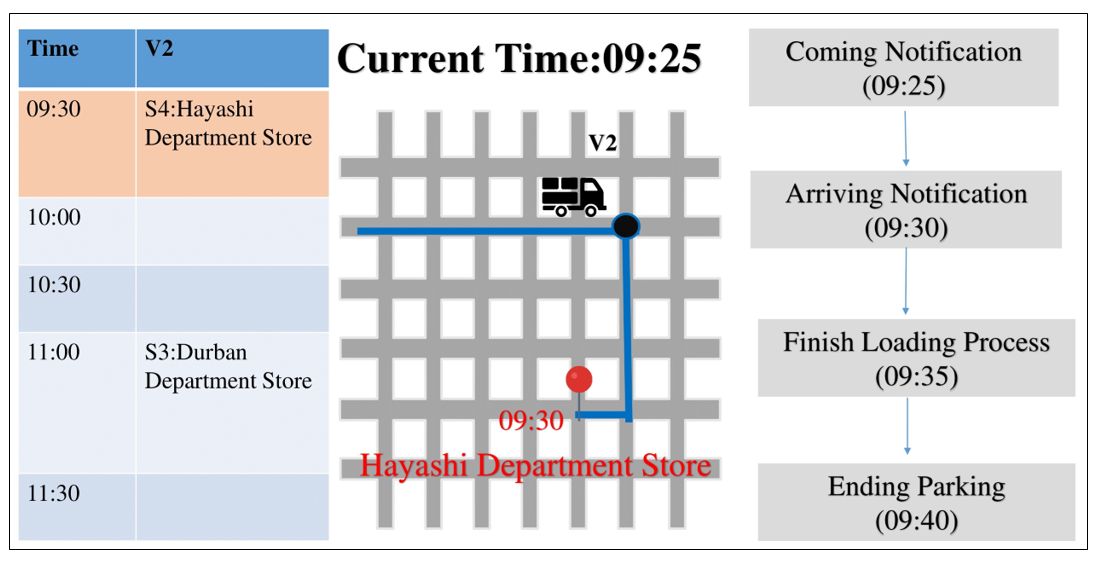 Time V2
09:30 S4:Hayashi
Department Store
10:00
10:30
11:00 S3:Durban
Department Store
11:30
Current Time:09:25
V2
09:30
Hayashi Department Store
Coming Notification
(09:25)
Arriving Notification
(09:30)
Finish Loading Process
(09:35)
Ending Parking
(09:40)